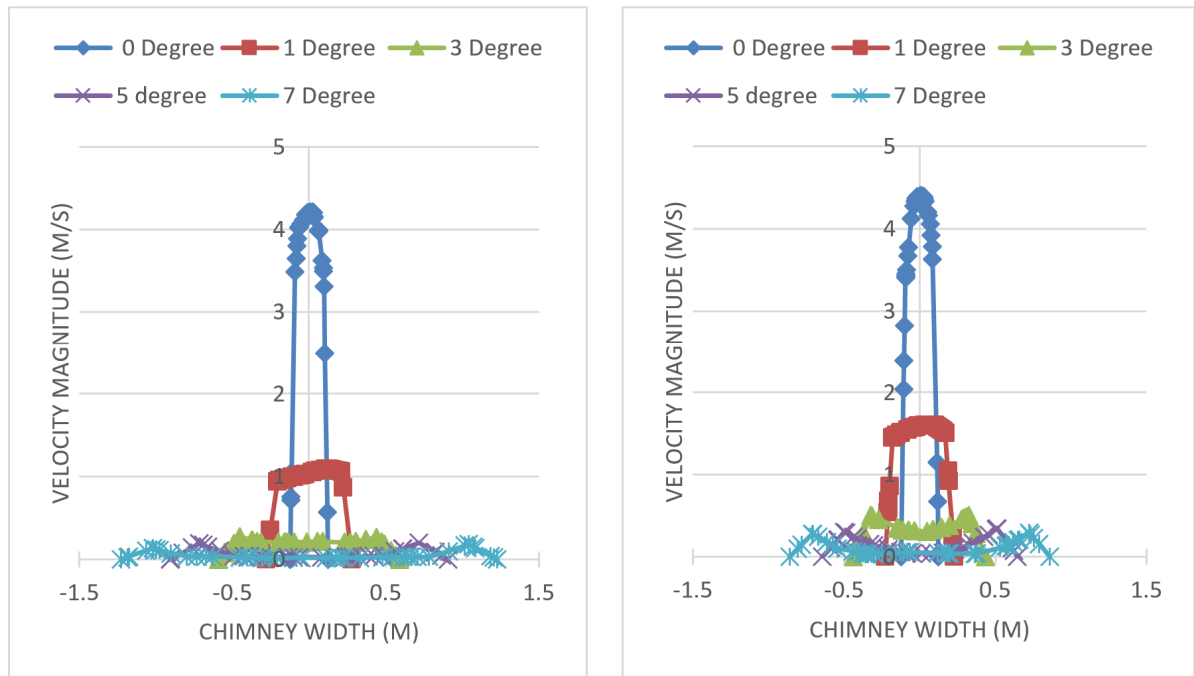 0 Degree 1 Degree 3 Degree
5 degree 7 Degree
5
4
3
2
1
0
-1.5 -0.5 0.5 1.5
VELOCITY MAGNITUDE (M/S)
CHIMNEY WIDTH (M)
0 Degree 1 Degree 3 Degree
5 degree 7 Degree
5
4
3
2
1
0
-1.5 -0.5 0.5 1.5
VELOCITY MAGNITUDE (M/S)
CHIMNEY WIDTH (M)